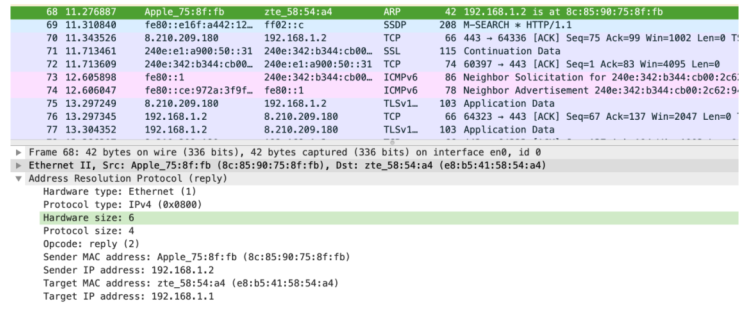 68 11.276887 Apple_75:8f:fb zte_58:54:a4 ARP 42 192.168.1.2 is at 8c:85:90:75:8f:fb
69 11.310840 fe80::e16f:a442:12… ff02::c SSDP 208 M-SEARCH * HTTP/1.1
70 11.343526 8.210.209.180 192.168.1.2 TCP 66 443 → 64336 [ACK] Seq=75 Ack=99 Win=1002 Len=0
71 11.713461 240e:e1:a900:50::31 240e:342:b344:cb00… SSL 115 Continuation Data
72 11.713609 240e:342:b344:cb00… 240e:e1:a900:50::31 TCP 74 60397 → 443 [ACK] Seq=1 Ack=83 Win=4095 Len=0
73 12.605898 fe80::1 ICMPv6 86 Neighbor Solicitation for 240e:342:b344:cb00:2c6
74 12.606047 fe80::ce:972a:3f9f… fe80::1 ICMPv6 78 Neighbor Advertisement 240e:342:b344:cb00:2c62:9
75 13.297249 8.210.209.180 192.168.1.2 TLSv1… 103 Application Data
76 13.297345 192.168.1.2 8.210.209.180 TCP 66 64323 → 443 [ACK] Seq=67 Ack=137 Win=2047 Len=0
77 13.304352 192.168.1.2 8.210.209.180 TLSv1… 103 Application Data
Frame 68: 42 bytes on wire (336 bits), 42 bytes captured (336 bits) on interface en0, id 0
Ethernet II, Src: Apple_75:8f:fb (8c:85:90:75:8f:fb), Dst: zte_58:54:a4 (e8:b5:41:58:54:a4)
Address Resolution Protocol (reply)
Hardware type: Ethernet (1)
Protocol type: IPv4 (0x0800)
Hardware size: 6
Protocol size: 4
Opcode: reply (2)
Sender MAC address: Apple_75:8f:fb (8c:85:90:75:8f:fb)
Sender IP address: 192.168.1.2
Target MAC address: zte_58:54:a4 (e8:b5:41:58:54:a4)
Target IP address: 192.168.1.1